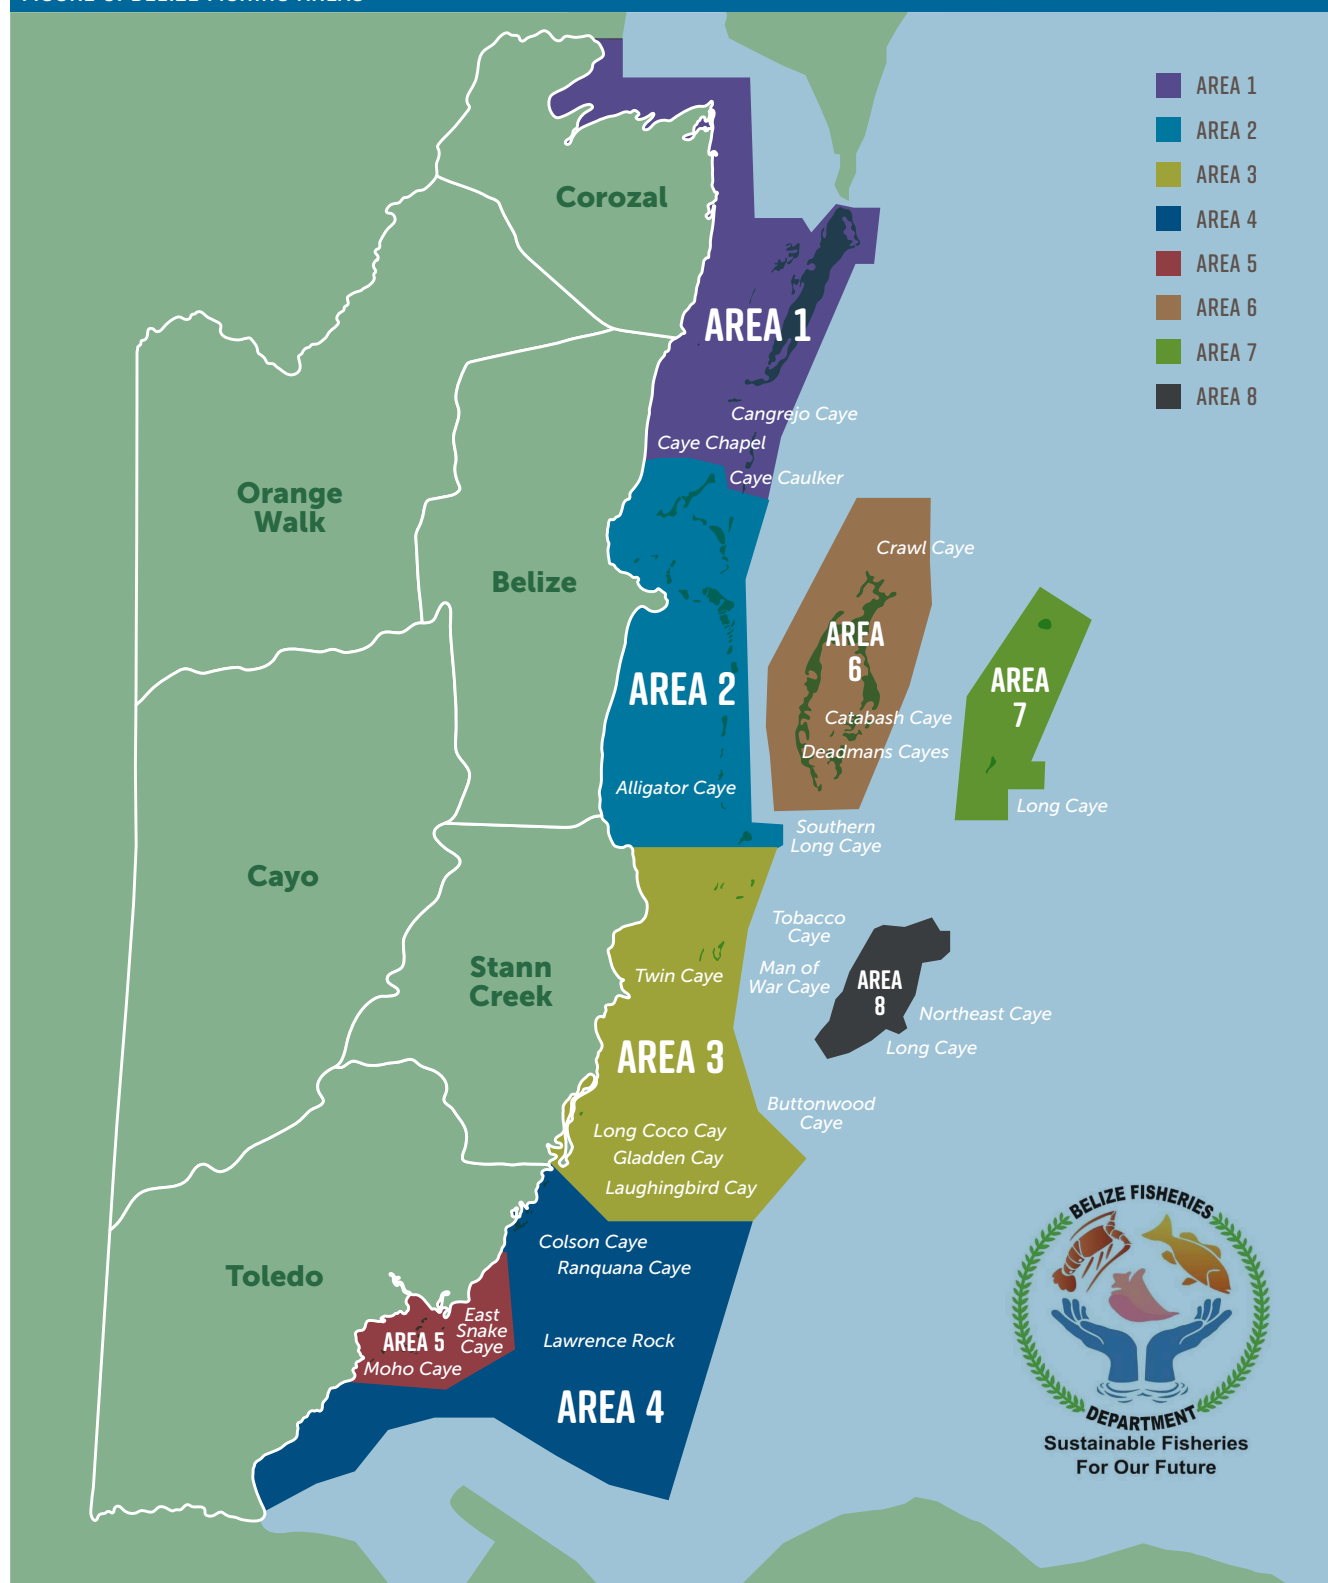 AREA 1
AREA 2
AREA 3
AREA 4
AREA 5
AREA 6
AREA 7
AREA 8
Corozal
AREA 1
Cangrejo Caye
Caye Chapel
Caye Caulker
Orange
Walk
Belize
Crawl Caye
AREA
6
AREA 2
AREA
7
Catabash Caye
Deadmans Cayes
Alligator Caye
Long Caye
Southern
Long Caye
Cayo
Tobacco
Caye
Stann
Creek
Twin Caye
Man of
War Caye
AREA
8
Northeast Caye
Long Caye
AREA 3
Buttonwood
Caye
Long Coco Cay
Gladden Cay
Laughingbird Cay
Colson Caye
Ranquana Caye
Toledo
East
Snake
Caye
AREA 5
Moho Caye
Lawrence Rock
AREA 4
BELIZE FISHERIES
DEPARTMENT
Sustainable Fisheries
For Our Future